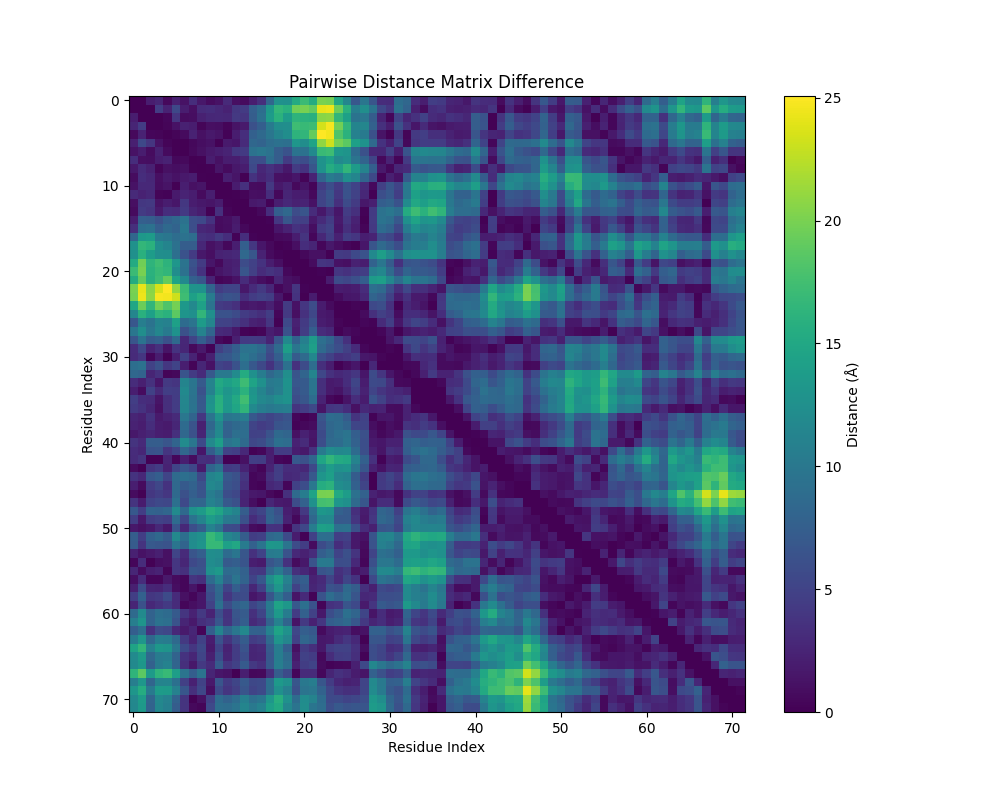 Pairwise Distance Matrix Difference
0
10
20
30
40
50
60
70
Residue Index
0 10 20 30 40 50 60 70
Residue Index
25
20
15
10
5
0
Distance (Å)